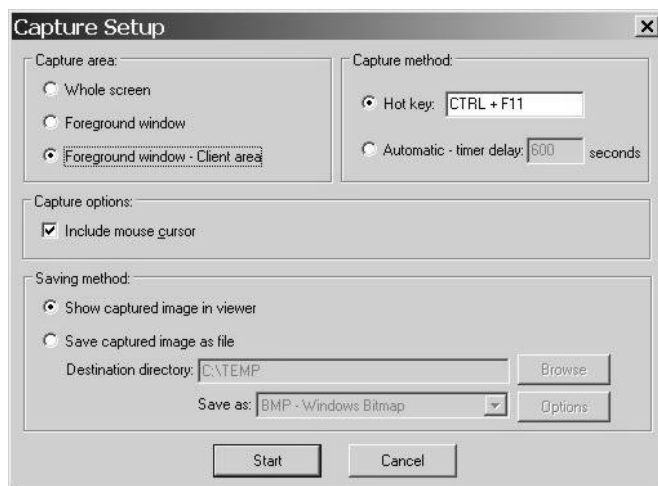 Capture Setup
Capture area:
Whole screen
Foreground window
Foreground window - Client area
Capture method:
Hot key: CTRL + F11
Automatic - timer delay: 600 seconds
Capture options:
Include mouse cursor
Saving method:
Show captured image in viewer
Save captured image as file
Destination directory: C:\TEMP Browse
Save as: BMP - Windows Bitmap Options
Start Cancel